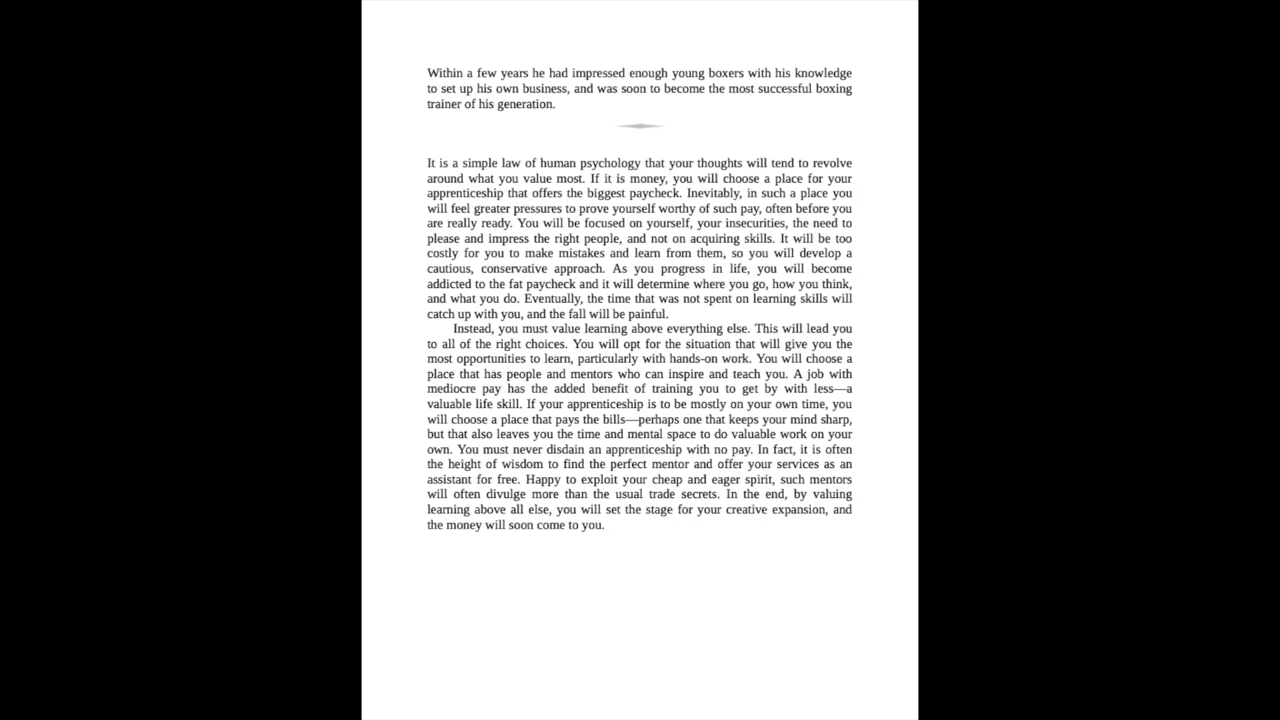 Within a few years he had impressed enough young boxers with his knowledge
to set up his own business, and was soon to become the most successful boxing
trainer of his generation.
It is a simple law of human psychology that your thoughts will tend to revolve
around what you value most. If it is money, you will choose a place for your
apprenticeship that offers the biggest paycheck. Inevitably, in such a place you
will feel greater pressures to prove yourself worthy of such pay, often before you
are really ready. You will be focused on yourself, your insecurities, the need to
please and impress the right people, and not on acquiring skills. It will be too
costly for you to make mistakes and learn from them, so you will develop a
cautious, conservative approach. As you progress in life, you will become
addicted to the fat paycheck and it will determine where you go, how you think,
and what you do. Eventually, the time that was not spent on learning skills will
catch up with you, and the fall will be painful.
Instead, you must value learning above everything else. This will lead you
to all of the right choices. You will opt for the situation that will give you the
most opportunities to learn, particularly with hands-on work. You will choose a
place that has people and mentors who can inspire and teach you. A job with
mediocre pay has the added benefit of training you to get by with less—a
valuable life skill. If your apprenticeship is to be mostly on your own time, you
will choose a place that pays the bills—perhaps one that keeps your mind sharp,
but that also leaves you the time and mental space to do valuable work on your
own. You must never disdain an apprenticeship with no pay. In fact, it is often
the height of wisdom to find the perfect mentor and offer your services as an
assistant for free. Happy to exploit your cheap and eager spirit, such mentors
will often divulge more than the usual trade secrets. In the end, by valuing
learning above all else, you will set the stage for your creative expansion, and
the money will soon come to you.